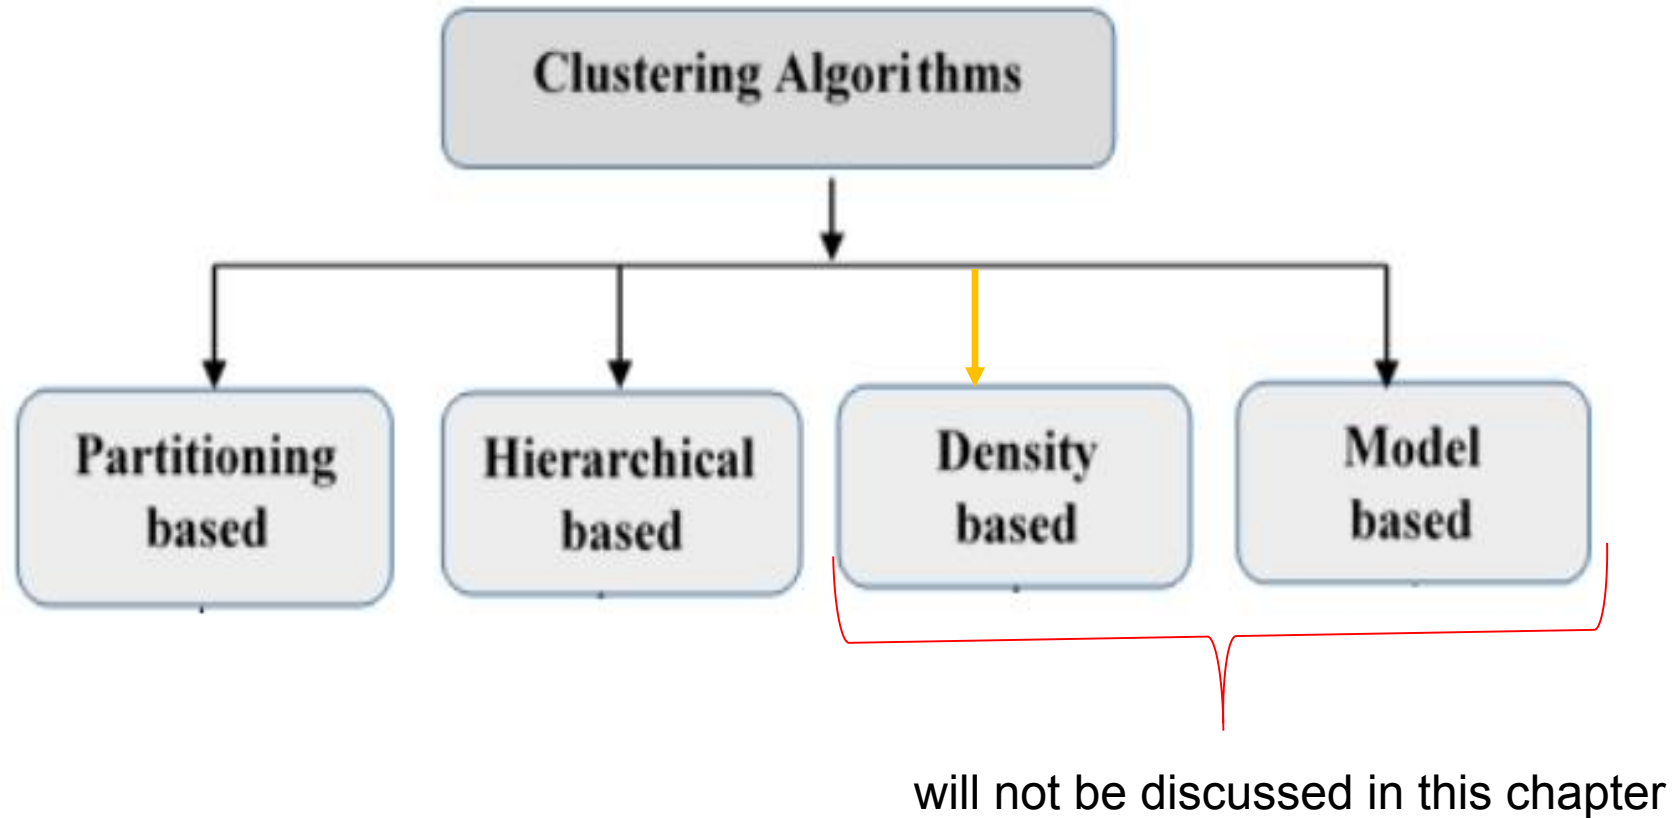 Clustering Algorithms
Partitioning
based
Hierarchical
based
Density
based
Model
based
will not be discussed in this chapter